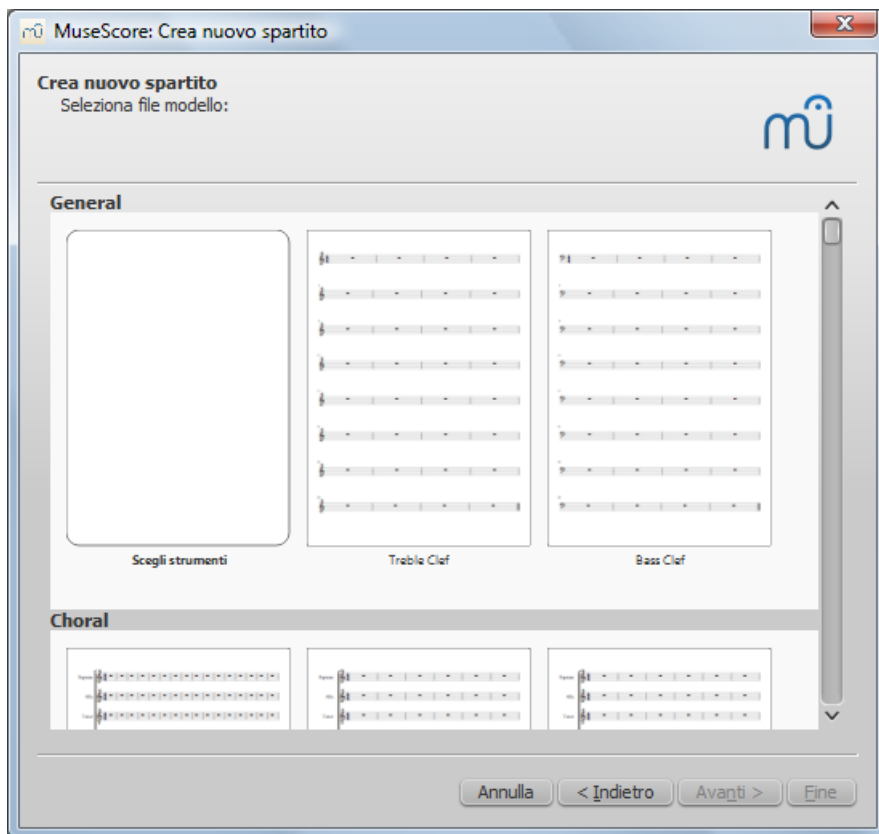 MuseScore: Crea nuovo spartito
Crea nuovo spartito
Seleziona file modello:
General
Scegli strumenti
Treble Clef
Bass Clef
Choral
Annulla
< Indietro
Avanti >
Fine